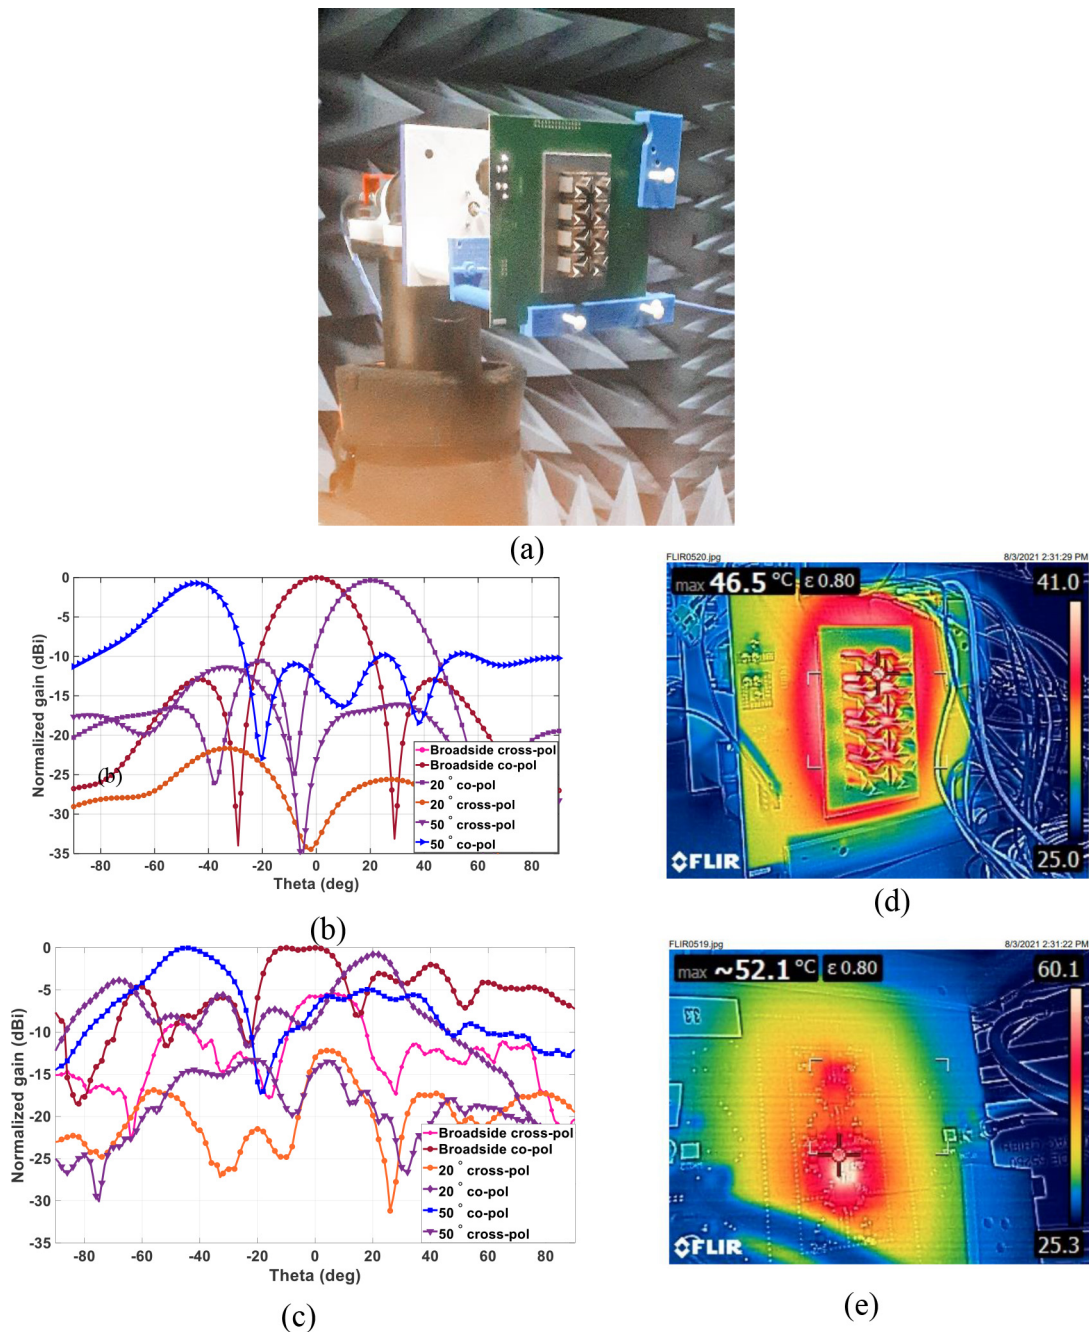 (a)
Normalized gain (dBi)
0
-5
-10
-15
-20
-25
-30
-35
(b)
Broadside cross-pol
Broadside co-pol
20° co-pol
20° cross-pol
50° cross-pol
50° co-pol
-80 -60 -40 -20 0 20 40 60 80
Theta (deg)
(b)
FLIR0520.jpg 8/3/2021 2:31:29 PM
max 46.5 °C ε 0.80 41.0
FLIR 25.0
(d)
Normalized gain (dBi)
0
-5
-10
-15
-20
-25
-30
-35
Broadside cross-pol
Broadside co-pol
20° cross-pol
20° co-pol
50° co-pol
50° cross-pol
-80 -60 -40 -20 0 20 40 60 80
Theta (deg)
(c)
FLIR0519.jpg 8/3/2021 2:31:22 PM
max ~52.1 °C ε 0.80 60.1
FLIR 25.3
(e)